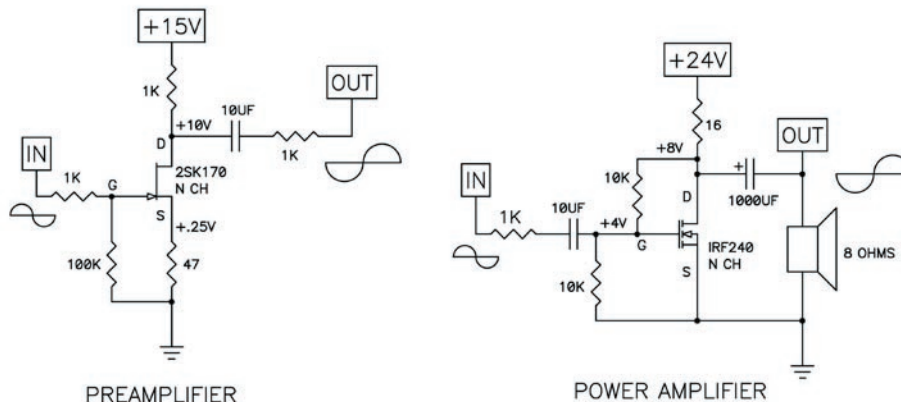 +15V
1K
OUT
10UF
+10V
D
1K
IN
2SK170
N CH
1K
G
S
+.25V
100K
47
PREAMPLIFIER
+24V
16
OUT
+8V
IN
10K
+
D
1000UF
1K
10UF
+4V
G
IRF240
N CH
8 OHMS
10K
S
POWER AMPLIFIER